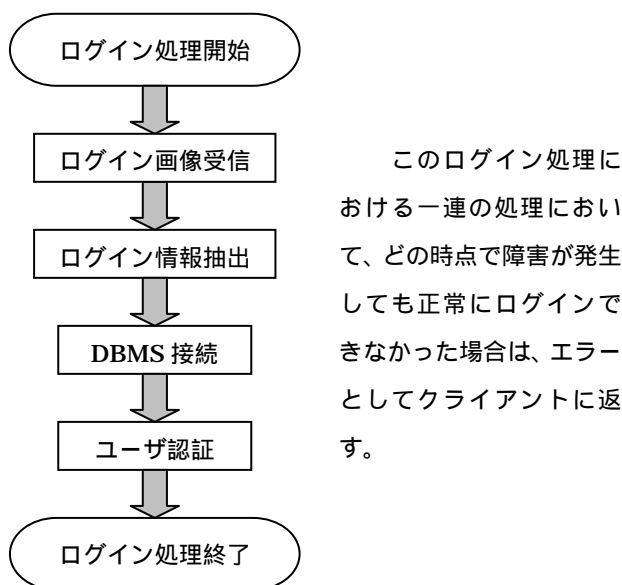 ログイン処理開始
ログイン画像受信
ログイン情報抽出
DBMS 接続
ユーザ認証
ログイン処理終了
このログイン処理に
おける一連の処理におい
て、どの時点で障害が発生
しても正常にログインで
きなかった場合は、エラー
としてクライアントに返
す。